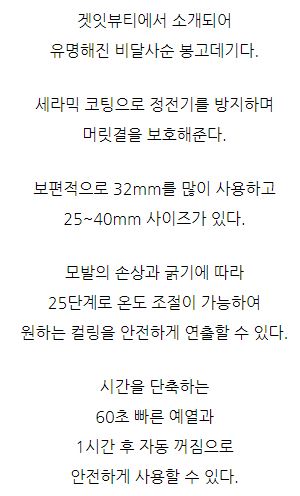 겟잇뷰티에서 소개되어
유명해진 비달사순 봉고데기다.
세라믹 코팅으로 정전기를 방지하며
머릿결을 보호해준다.
보편적으로 32mm를 많이 사용하고
25~40mm 사이즈가 있다.
모발의 손상과 굵기에 따라
25단계로 온도 조절이 가능하여
원하는 컬링을 안전하게 연출할 수 있다.
시간을 단축하는
60초 빠른 예열과
1시간 후 자동 꺼짐으로
안전하게 사용할 수 있다.